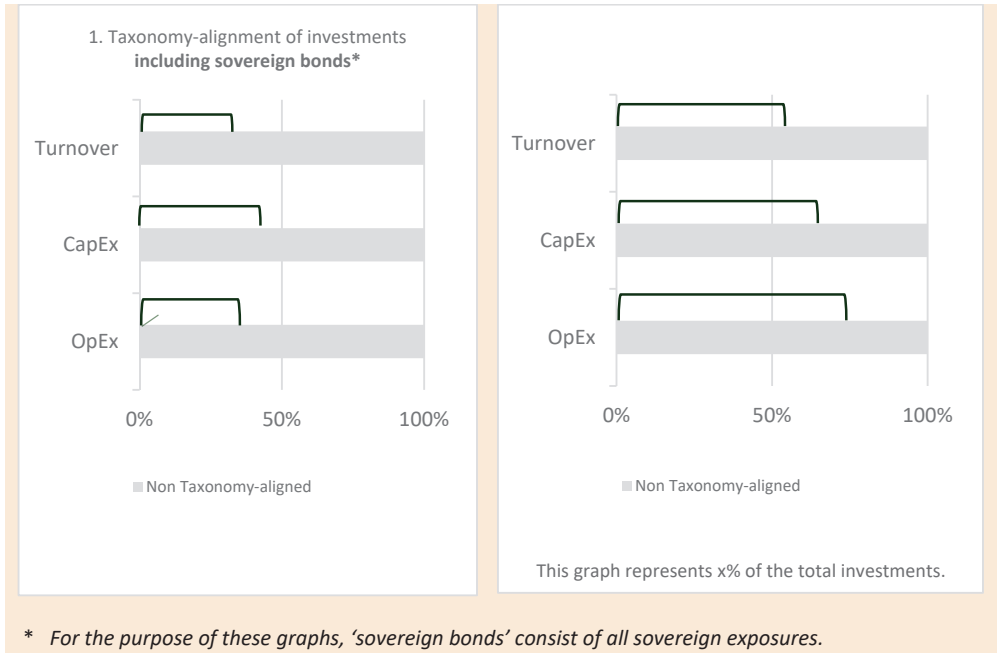 1. Taxonomy-alignment of investments
including sovereign bonds*
Turnover
CapEx
OpEx
0%
50%
100%
Non Taxonomy-aligned
Turnover
CapEx
OpEx
0%
50%
100%
Non Taxonomy-aligned
This graph represents x% of the total investments.
* For the purpose of these graphs, ‘sovereign bonds’ consist of all sovereign exposures.